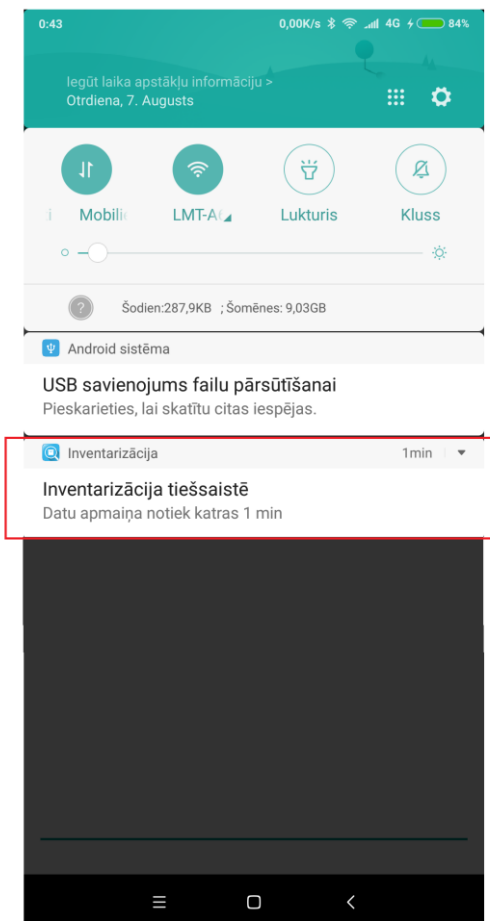 0:43 0,00K/s 4G 84%
Iegūt laika apstākļu informāciju >
Otrdiena, 7. Augusts
Mobili LMT-A Lukturis Kluss
? Šodien:287,9KB ; Šomēnes: 9,03GB
Android sistēma
USB savienojums failu pārsūtīšanai
Pieskarieties, lai skatītu citas iespējas.
Inventarizācija 1min
Inventarizācija tiešsaistē
Datu apmaiņa notiek katras 1 min